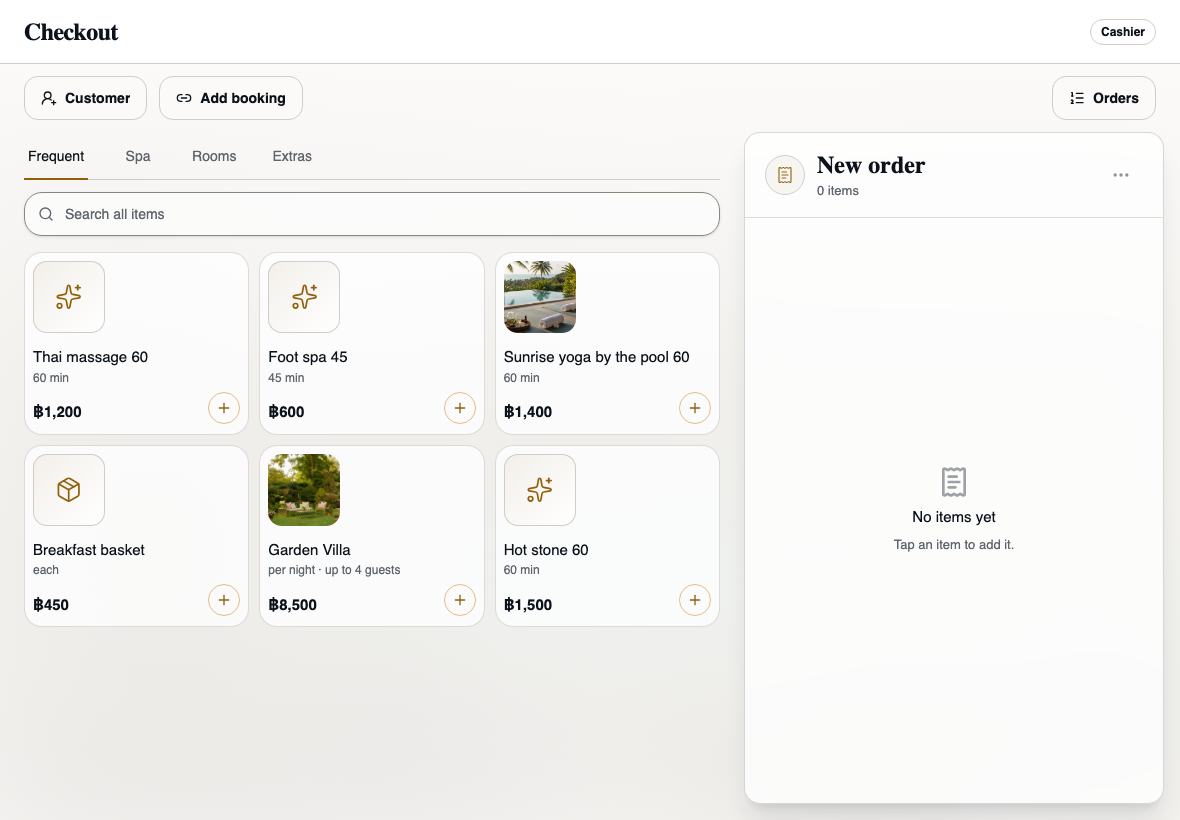 Checkout
Cashier
Customer
Add booking
Orders
Frequent
Spa
Rooms
Extras
Search all items
Thai massage 60
60 min
฿1,200
Foot spa 45
45 min
฿600
Sunrise yoga by the pool 60
60 min
฿1,400
Breakfast basket
each
฿450
Garden Villa
per night · up to 4 guests
฿8,500
Hot stone 60
60 min
฿1,500
New order
0 items
No items yet
Tap an item to add it.